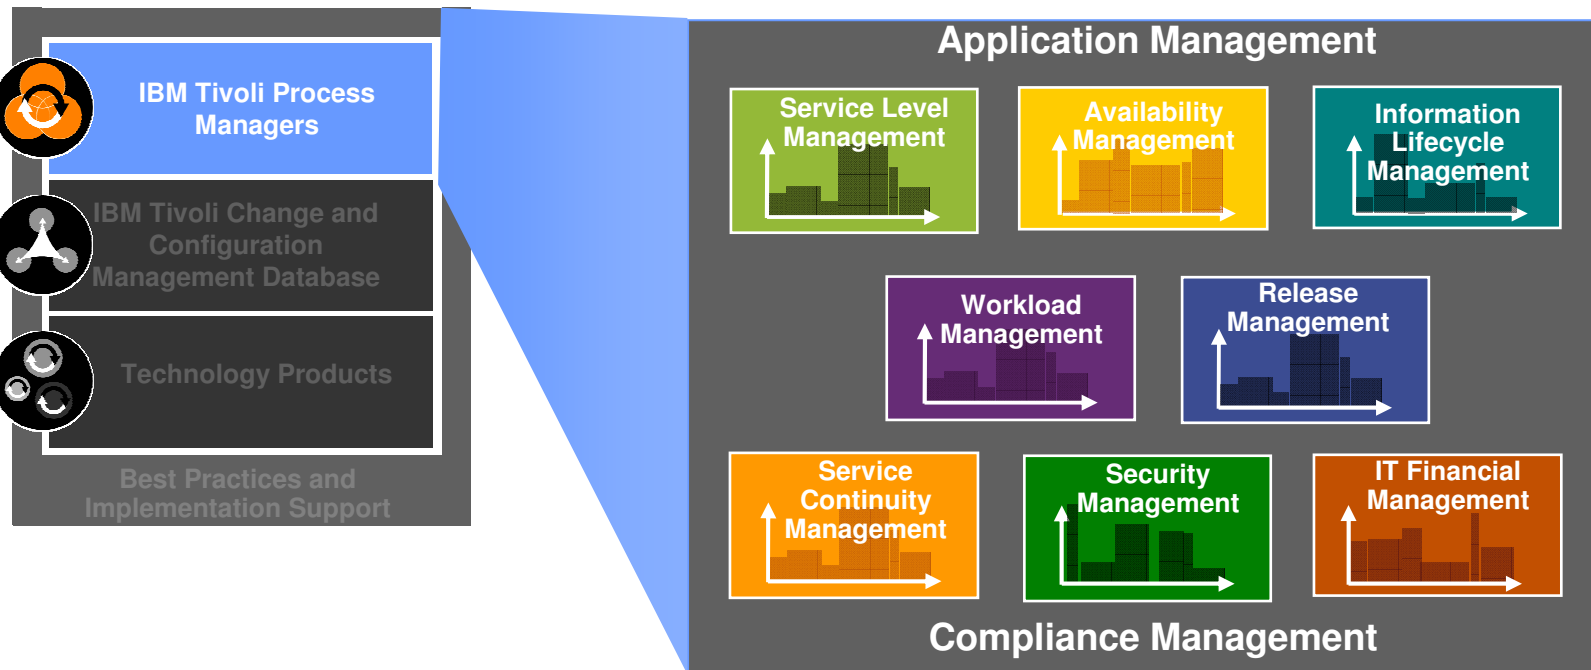 IBM Tivoli Process
Managers
IBM Tivoli Change and
Configuration
Management Database
Technology Products
Best Practices and
Implementation Support
Application Management
Service Level
Management
Availability
Management
Information
Lifecycle
Management
Workload
Management
Release
Management
Service
Continuity
Management
Security
Management
IT Financial
Management
Compliance Management